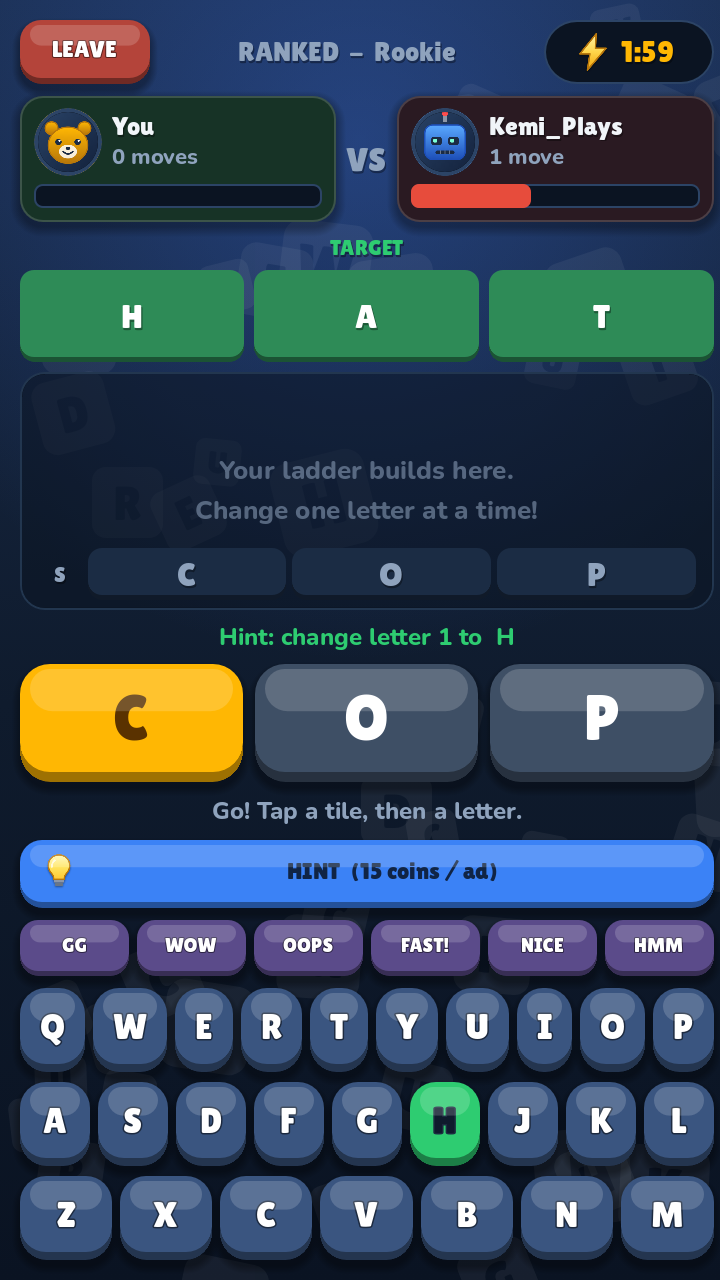 LEAVE
RANKED – Rookie
1:59
You
0 moves
VS
Kemi_Plays
1 move
TARGET
H A T
Your ladder builds here.
Change one letter at a time!
S C O P
Hint: change letter 1 to H
C O P
Go! Tap a tile, then a letter.
HINT (15 coins / ad)
GG WOW OOPS FAST! NICE HMM
Q W E R T Y U I O P
A S D F G H J K L
Z X C V B N M